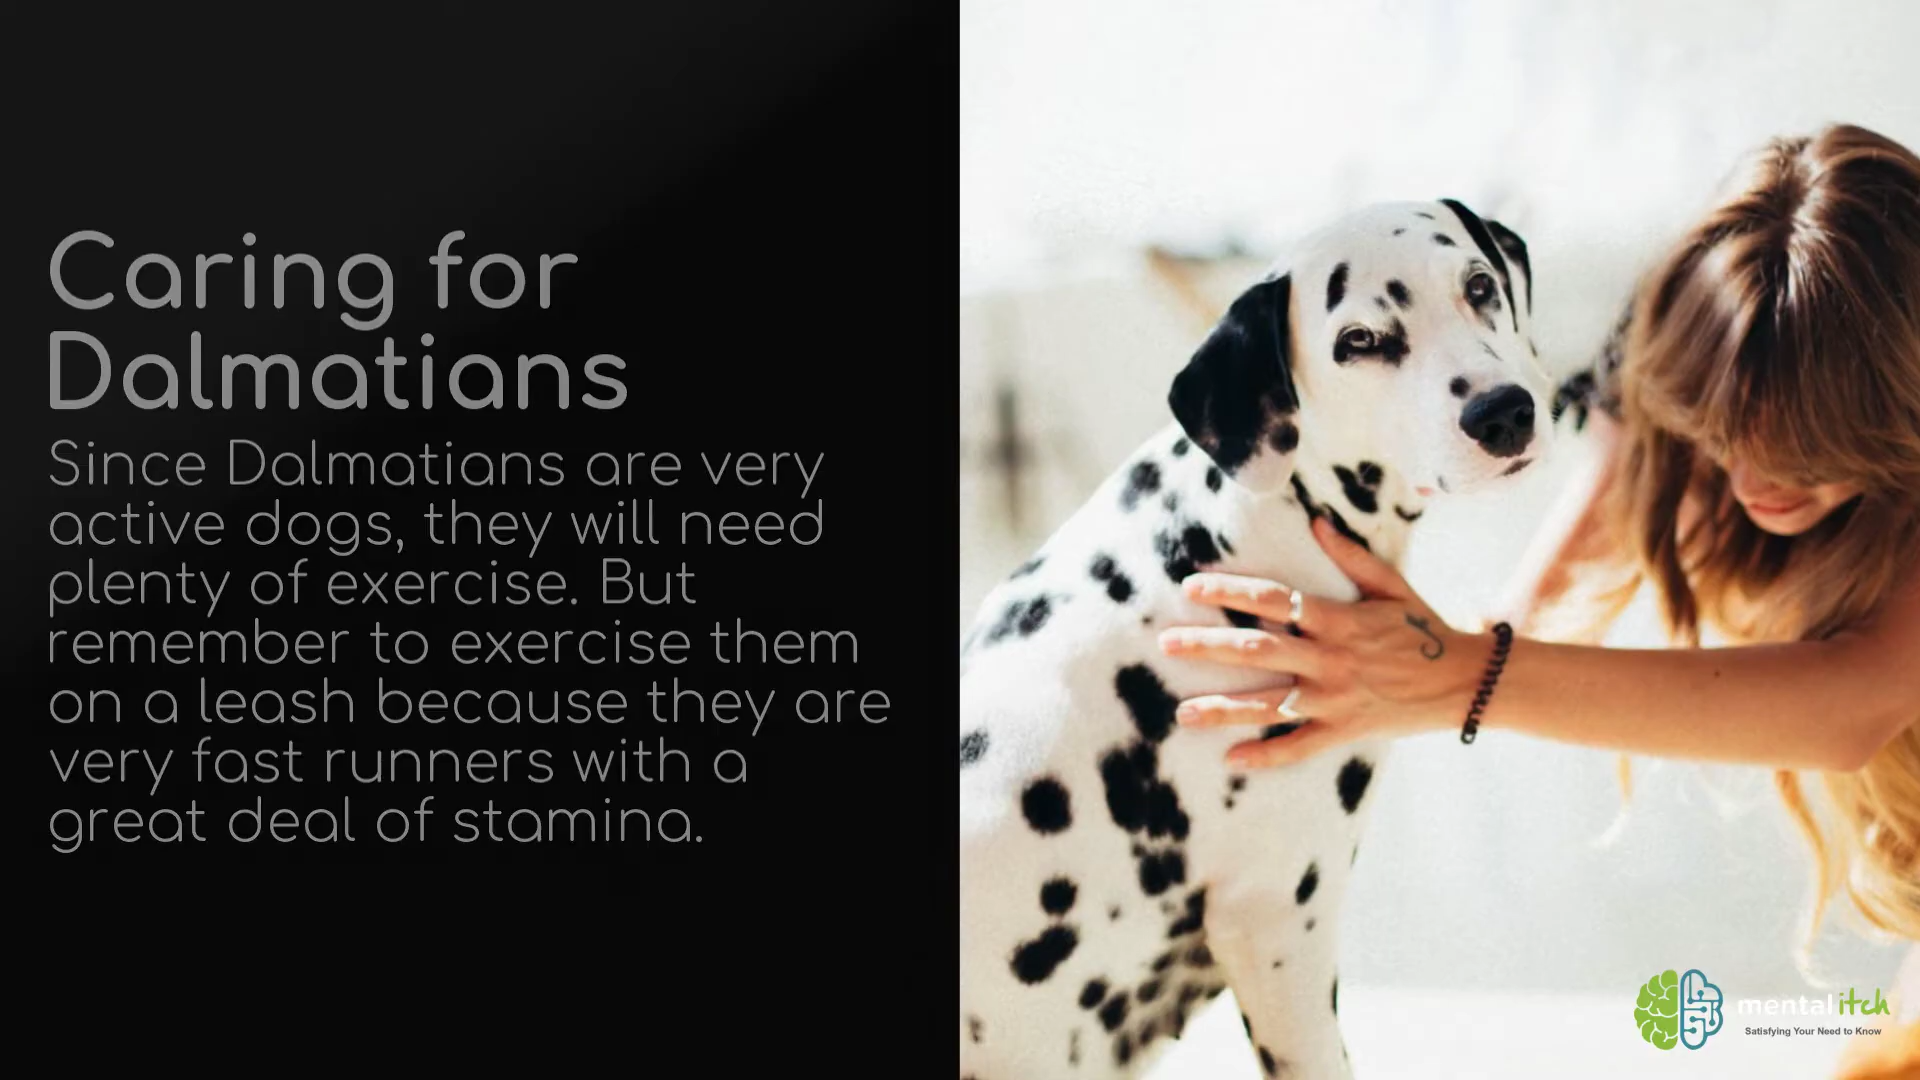 Caring for
Dalmatians
Since Dalmatians are very
active dogs, they will need
plenty of exercise. But
remember to exercise them
on a leash because they are
very fast runners with a
great deal of stamina.
mentalitch
Satisfying Your Need to Know